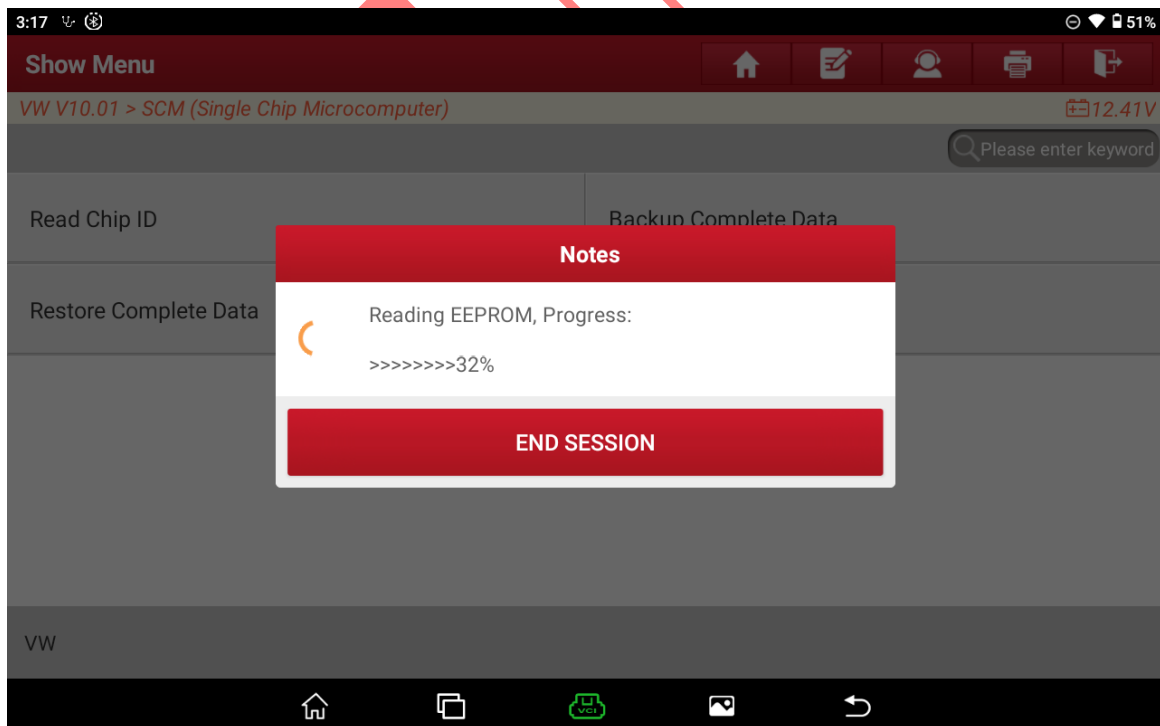 3:17
51%
Show Menu
VW V10.01 > SCM (Single Chip Microcomputer)
12.41V
Please enter keyword
Read Chip ID
Backup Complete Data
Notes
Restore Complete Data
Reading EEPROM, Progress:
>>>>>>>>32%
END SESSION
VW
VCI